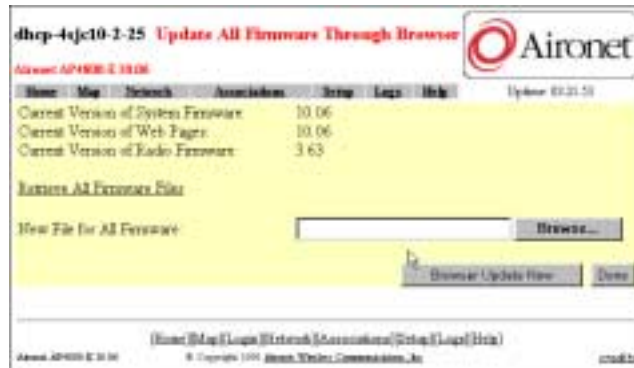 dhcp-4sjc10-2-25 Update All Firmware Through Browser
Aironet
Aironet AP4800-E 10.06
Home Map Network Associations Setup Logs Help
Uptime: 03:21:53
Current Version of System Firmware: 10.06
Current Version of Web Pages: 10.06
Current Version of Radio Firmware: 3.63
Retrieve All Firmware Files
New File for All Firmware: Browse...
Browser Update Now Done
[Home][Map][Login][Network][Associations][Setup][Logs][Help]
Aironet AP4800-E 10.06 © Copyright Aironet Wireless Communications, Inc. credits